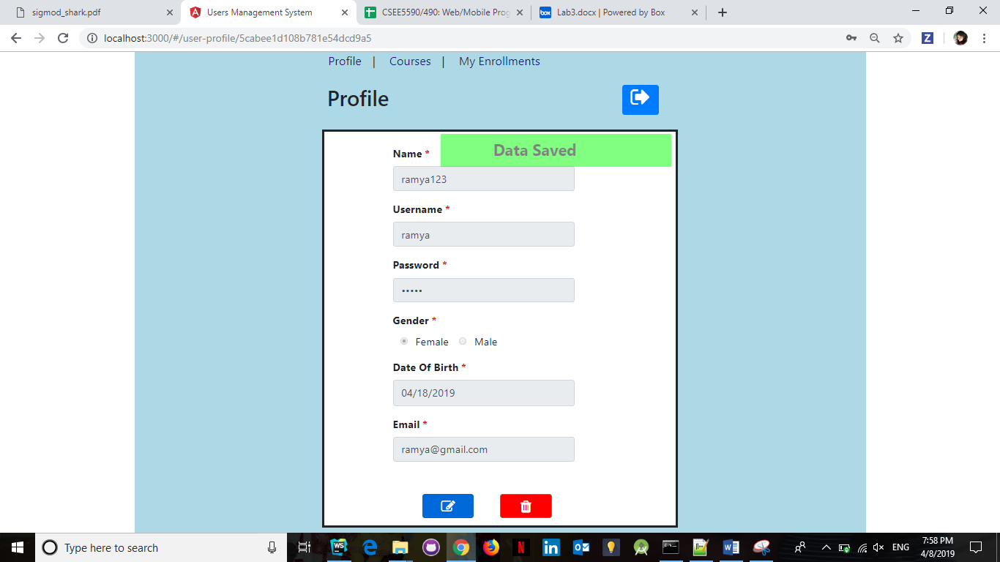 sigmod_shark.pdf
Users Management System
CSEE5590/490: Web/Mobile Prog
Lab3.docx | Powered by Box
localhost:3000/#/user-profile/5cabee1d108b781e54dcd9a5
Profile | Courses | My Enrollments
Profile
Data Saved
Name *
ramya123
Username *
ramya
Password *
•••••
Gender *
Female Male
Date Of Birth *
04/18/2019
Email *
ramya@gmail.com
Type here to search
ENG
7:58 PM
4/8/2019